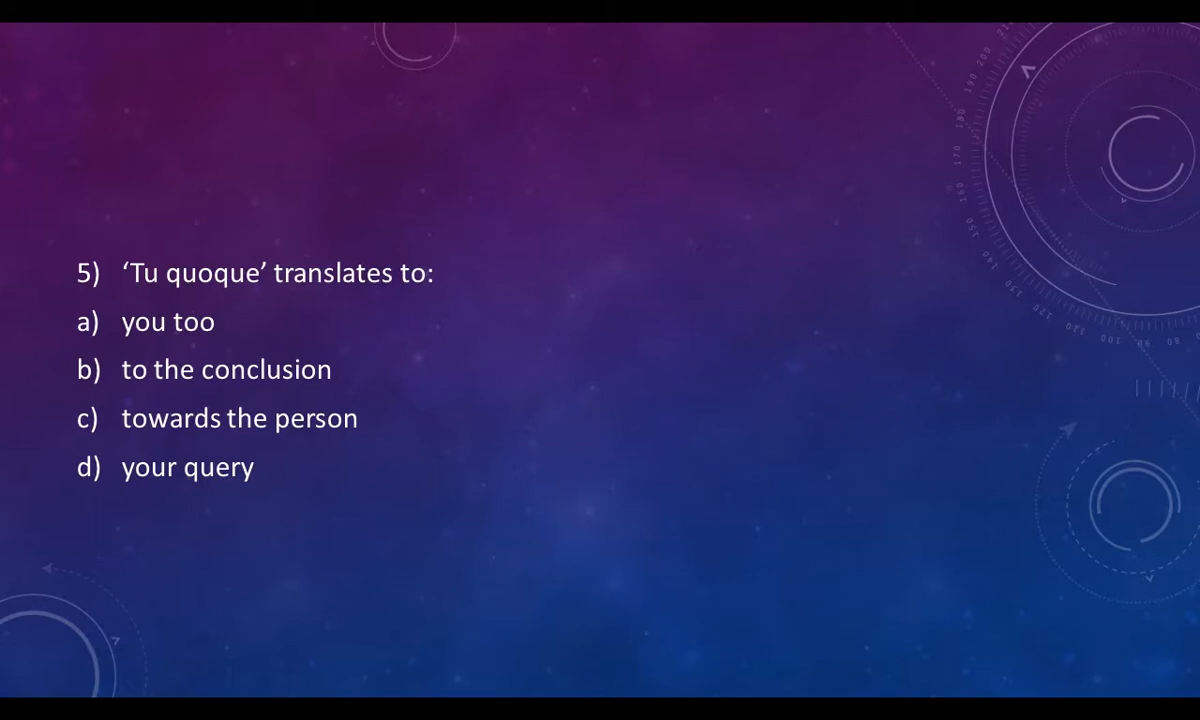 5) ‘Tu quoque’ translates to:
a) you too
b) to the conclusion
c) towards the person
d) your query